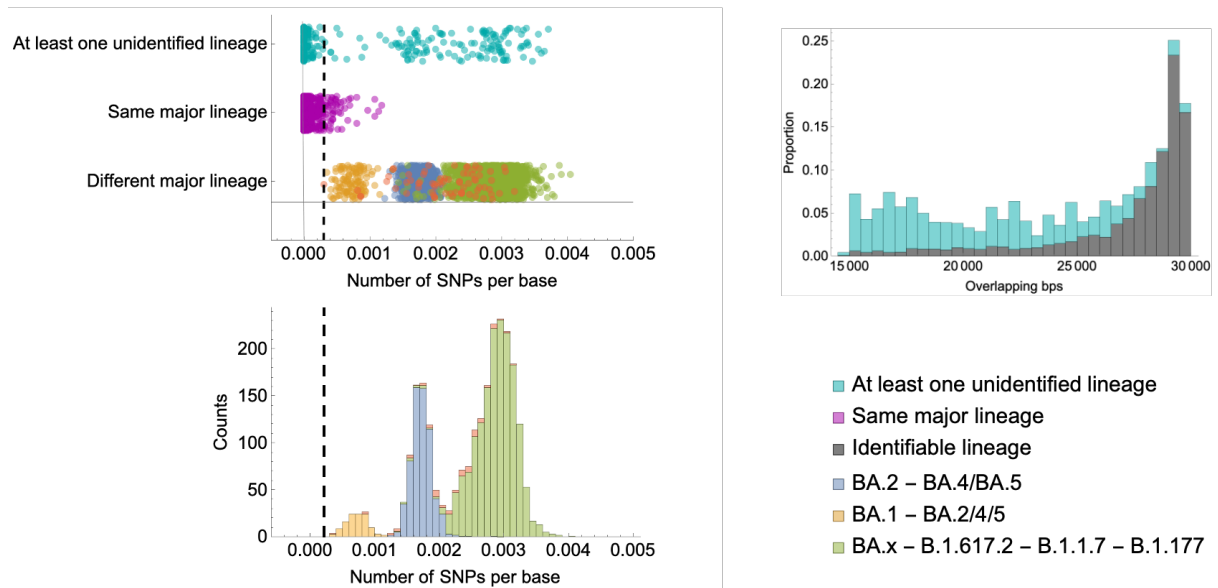 At least one unidentified lineage
Same major lineage
Different major lineage
0.000 0.001 0.002 0.003 0.004 0.005
Number of SNPs per base
0.25
0.20
0.15
0.10
0.05
0.00
Proportion
15 000 20 000 25 000 30 000
Overlapping bps
200
150
100
50
0
Counts
0.000 0.001 0.002 0.003 0.004 0.005
Number of SNPs per base
At least one unidentified lineage
Same major lineage
Identifiable lineage
BA.2 – BA.4/BA.5
BA.1 – BA.2/4/5
BA.x – B.1.617.2 – B.1.1.7 – B.1.177